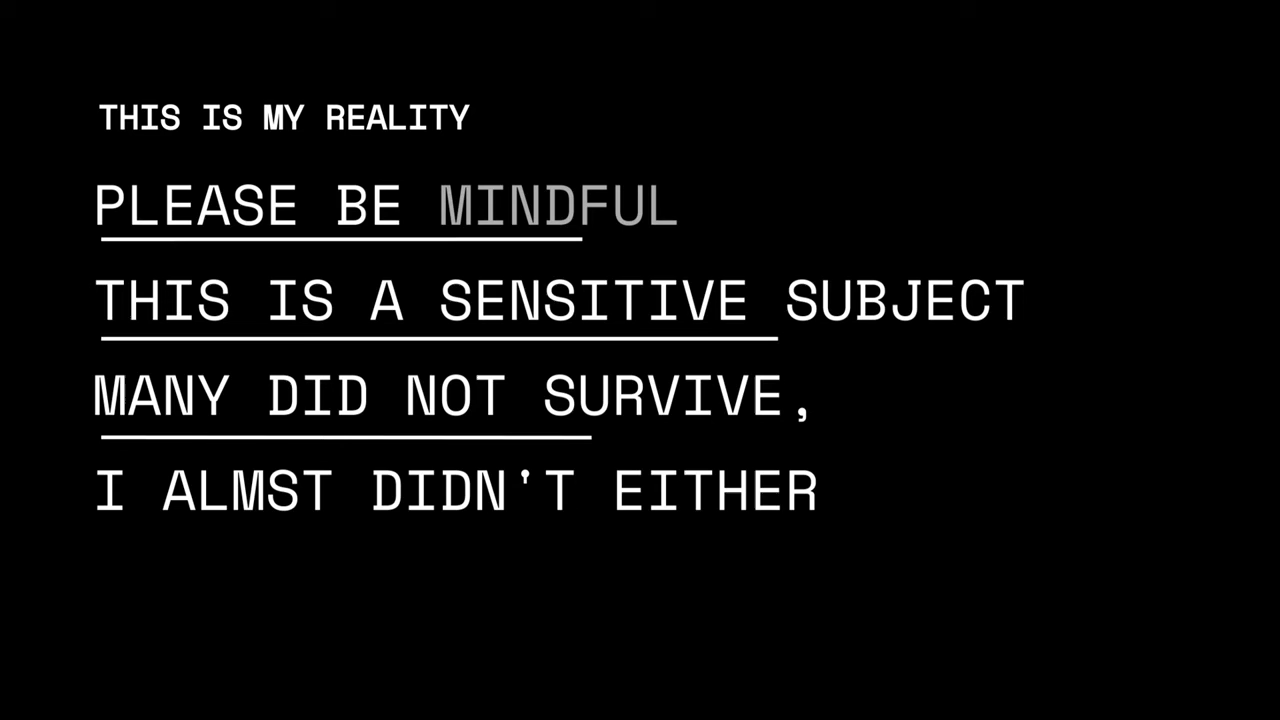 THIS IS MY REALITY
PLEASE BE MINDFUL
THIS IS A SENSITIVE SUBJECT
MANY DID NOT SURVIVE,
I ALMST DIDN'T EITHER